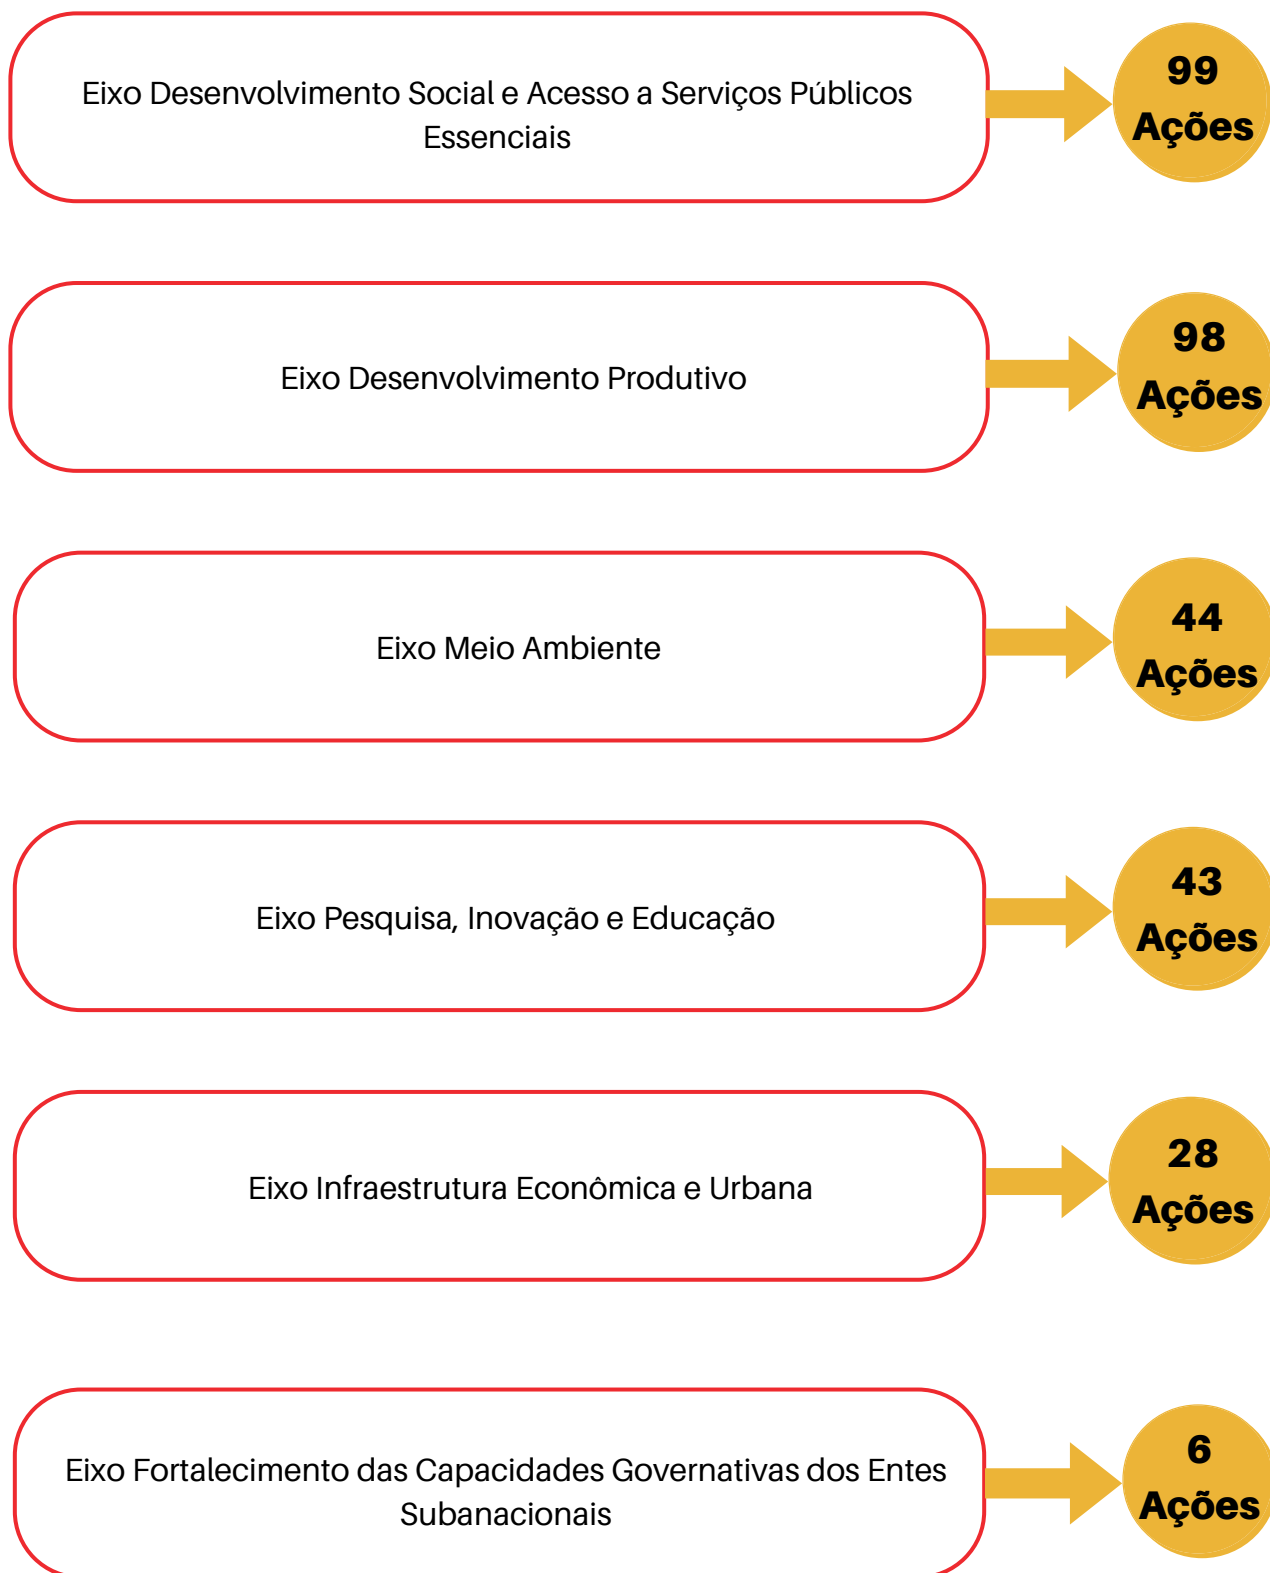 Eixo Desenvolvimento Social e Acesso a Serviços Públicos
Essenciais
99
Ações
Eixo Desenvolvimento Produtivo
98
Ações
Eixo Meio Ambiente
44
Ações
Eixo Pesquisa, Inovação e Educação
43
Ações
Eixo Infraestrutura Econômica e Urbana
28
Ações
Eixo Fortalecimento das Capacidades Governativas dos Entes
Subanacionais
6
Ações